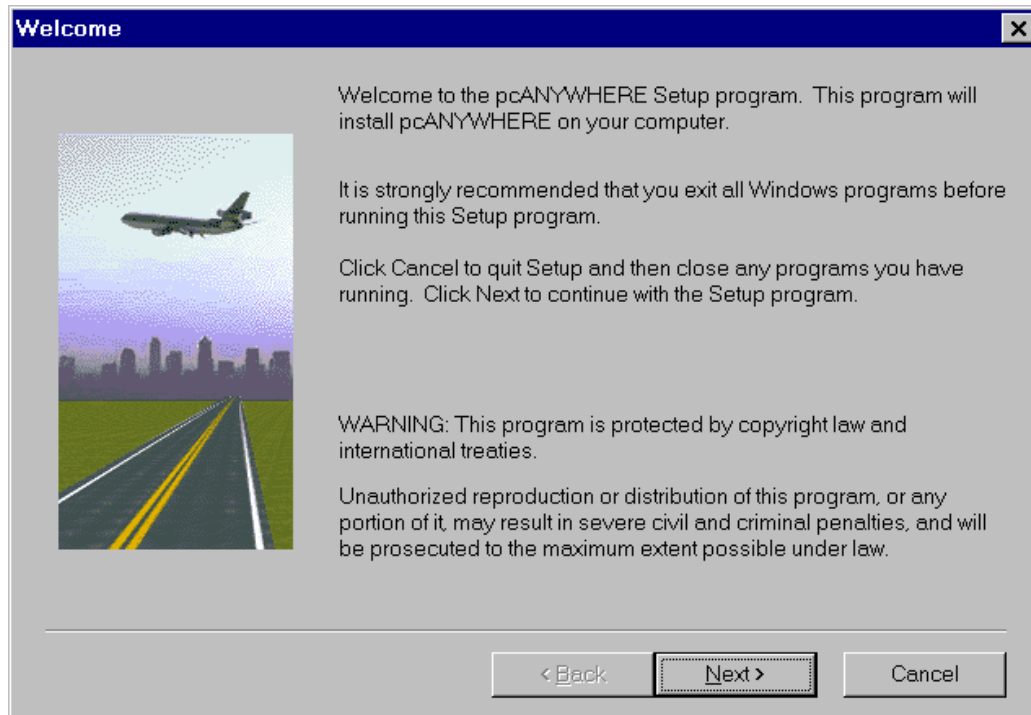 Welcome
Welcome to the pcANYWHERE Setup program. This program will
install pcANYWHERE on your computer.
It is strongly recommended that you exit all Windows programs before
running this Setup program.
Click Cancel to quit Setup and then close any programs you have
running. Click Next to continue with the Setup program.
WARNING: This program is protected by copyright law and
international treaties.
Unauthorized reproduction or distribution of this program, or any
portion of it, may result in severe civil and criminal penalties, and will
be prosecuted to the maximum extent possible under law.
< Back
Next >
Cancel